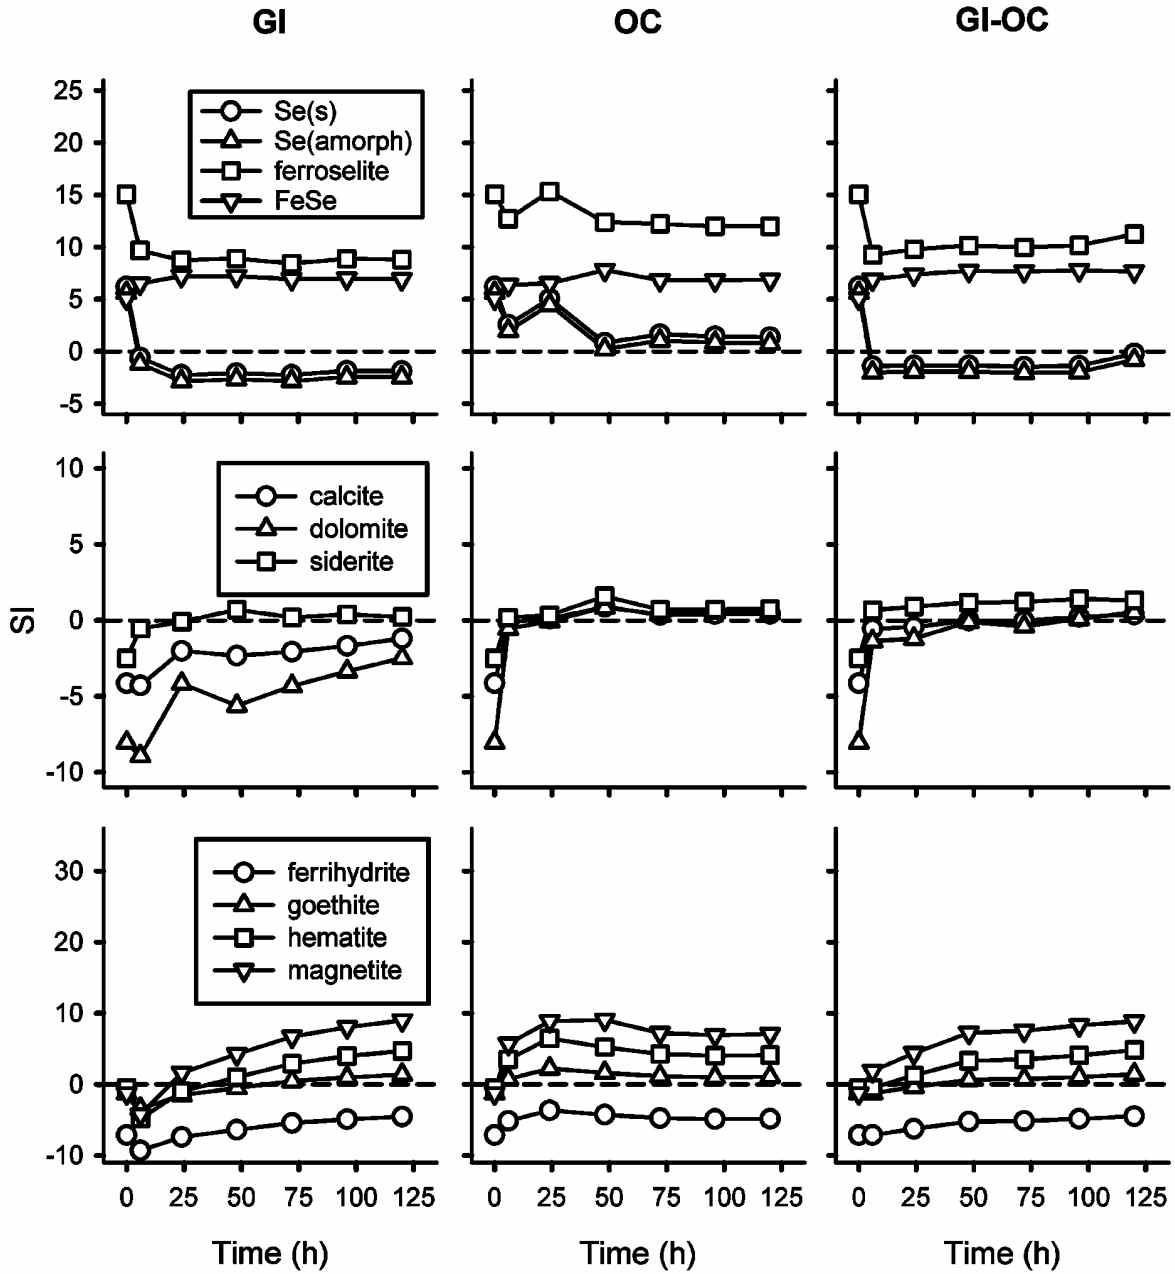 GI OC GI-OC
25
20
15
10
5
0
-5
Se(s)
Se(amorph)
ferroselite
FeSe
10
5
0
-5
-10
calcite
dolomite
siderite
SI
30
20
10
0
-10
ferrihydrite
goethite
hematite
magnetite
0 25 50 75 100 125 0 25 50 75 100 125 0 25 50 75 100 125
Time (h) Time (h) Time (h)